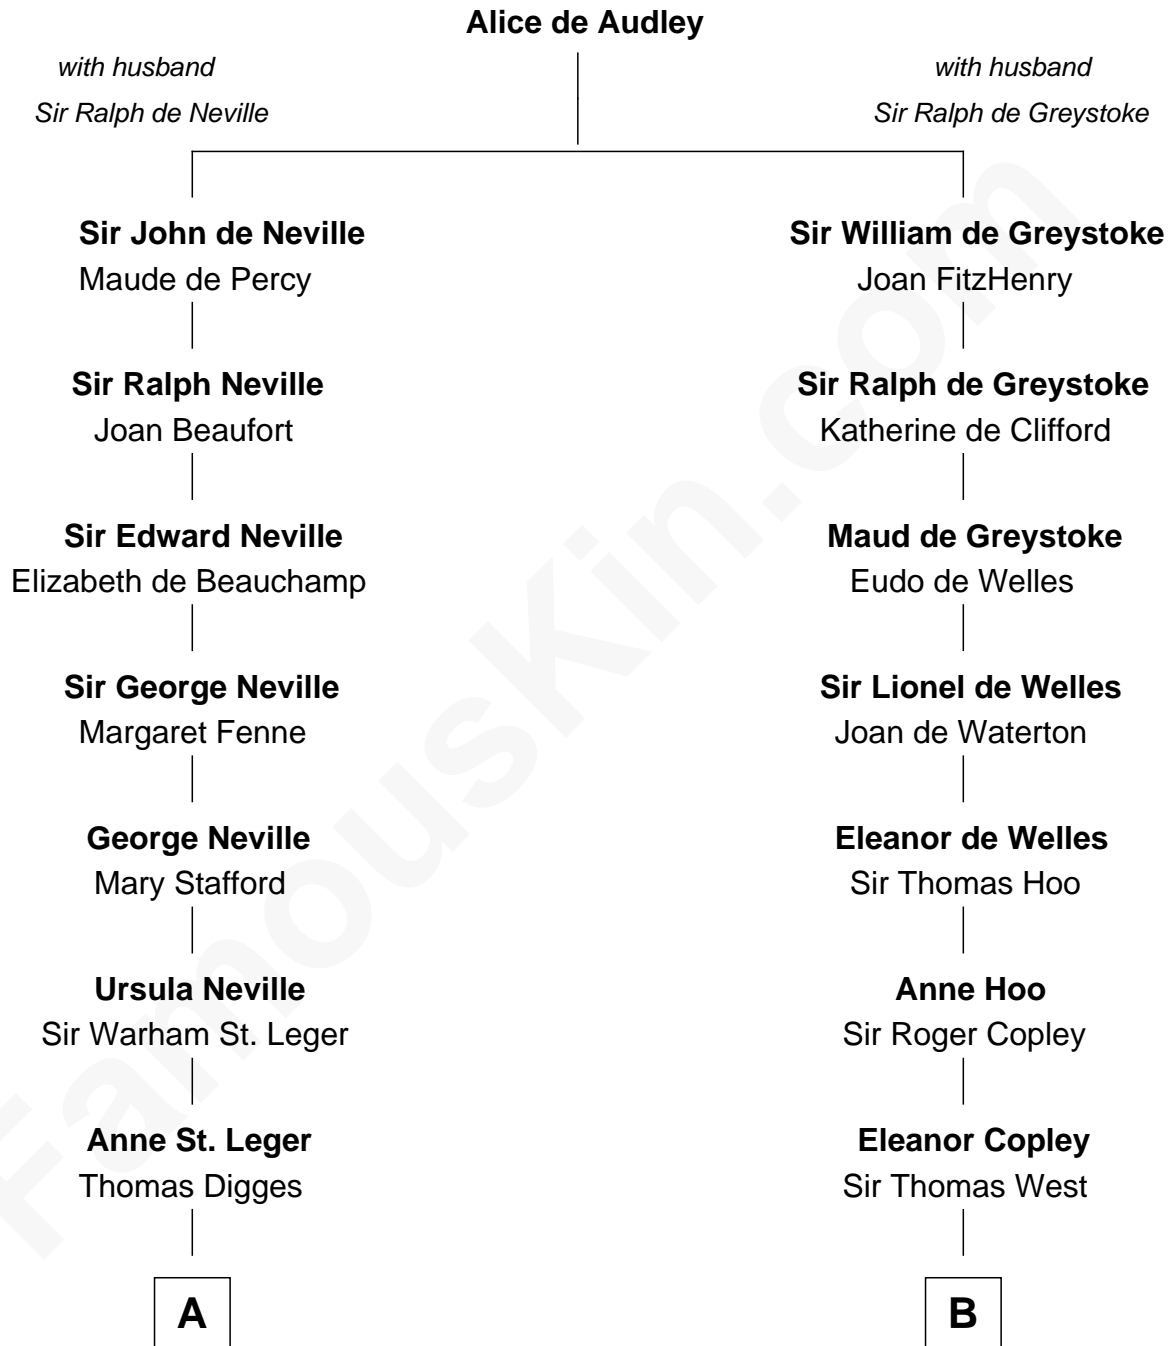 Alice de Audley
with husband
Sir Ralph de Neville
with husband
Sir Ralph de Greystoke
Sir John de Neville
Maude de Percy
Sir William de Greystoke
Joan FitzHenry
Sir Ralph Neville
Joan Beaufort
Sir Ralph de Greystoke
Katherine de Clifford
Sir Edward Neville
Elizabeth de Beauchamp
Maud de Greystoke
Eudo de Welles
Sir George Neville
Margaret Fenne
Sir Lionel de Welles
Joan de Waterton
George Neville
Mary Stafford
Eleanor de Welles
Sir Thomas Hoo
Ursula Neville
Sir Warham St. Leger
Anne Hoo
Sir Roger Copley
Anne St. Leger
Thomas Digges
Eleanor Copley
Sir Thomas West
A
B
FamousKin.com